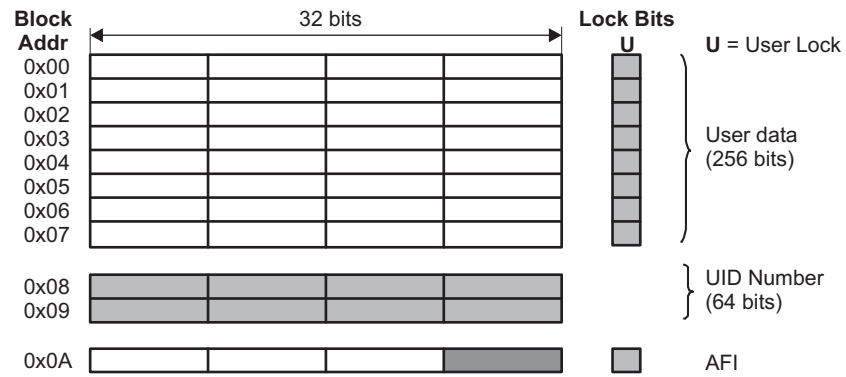 Block Addr
32 bits
Lock Bits
U
U = User Lock
0x00
0x01
0x02
0x03
0x04
0x05
0x06
0x07
User data
(256 bits)
0x08
0x09
UID Number
(64 bits)
0x0A
AFI